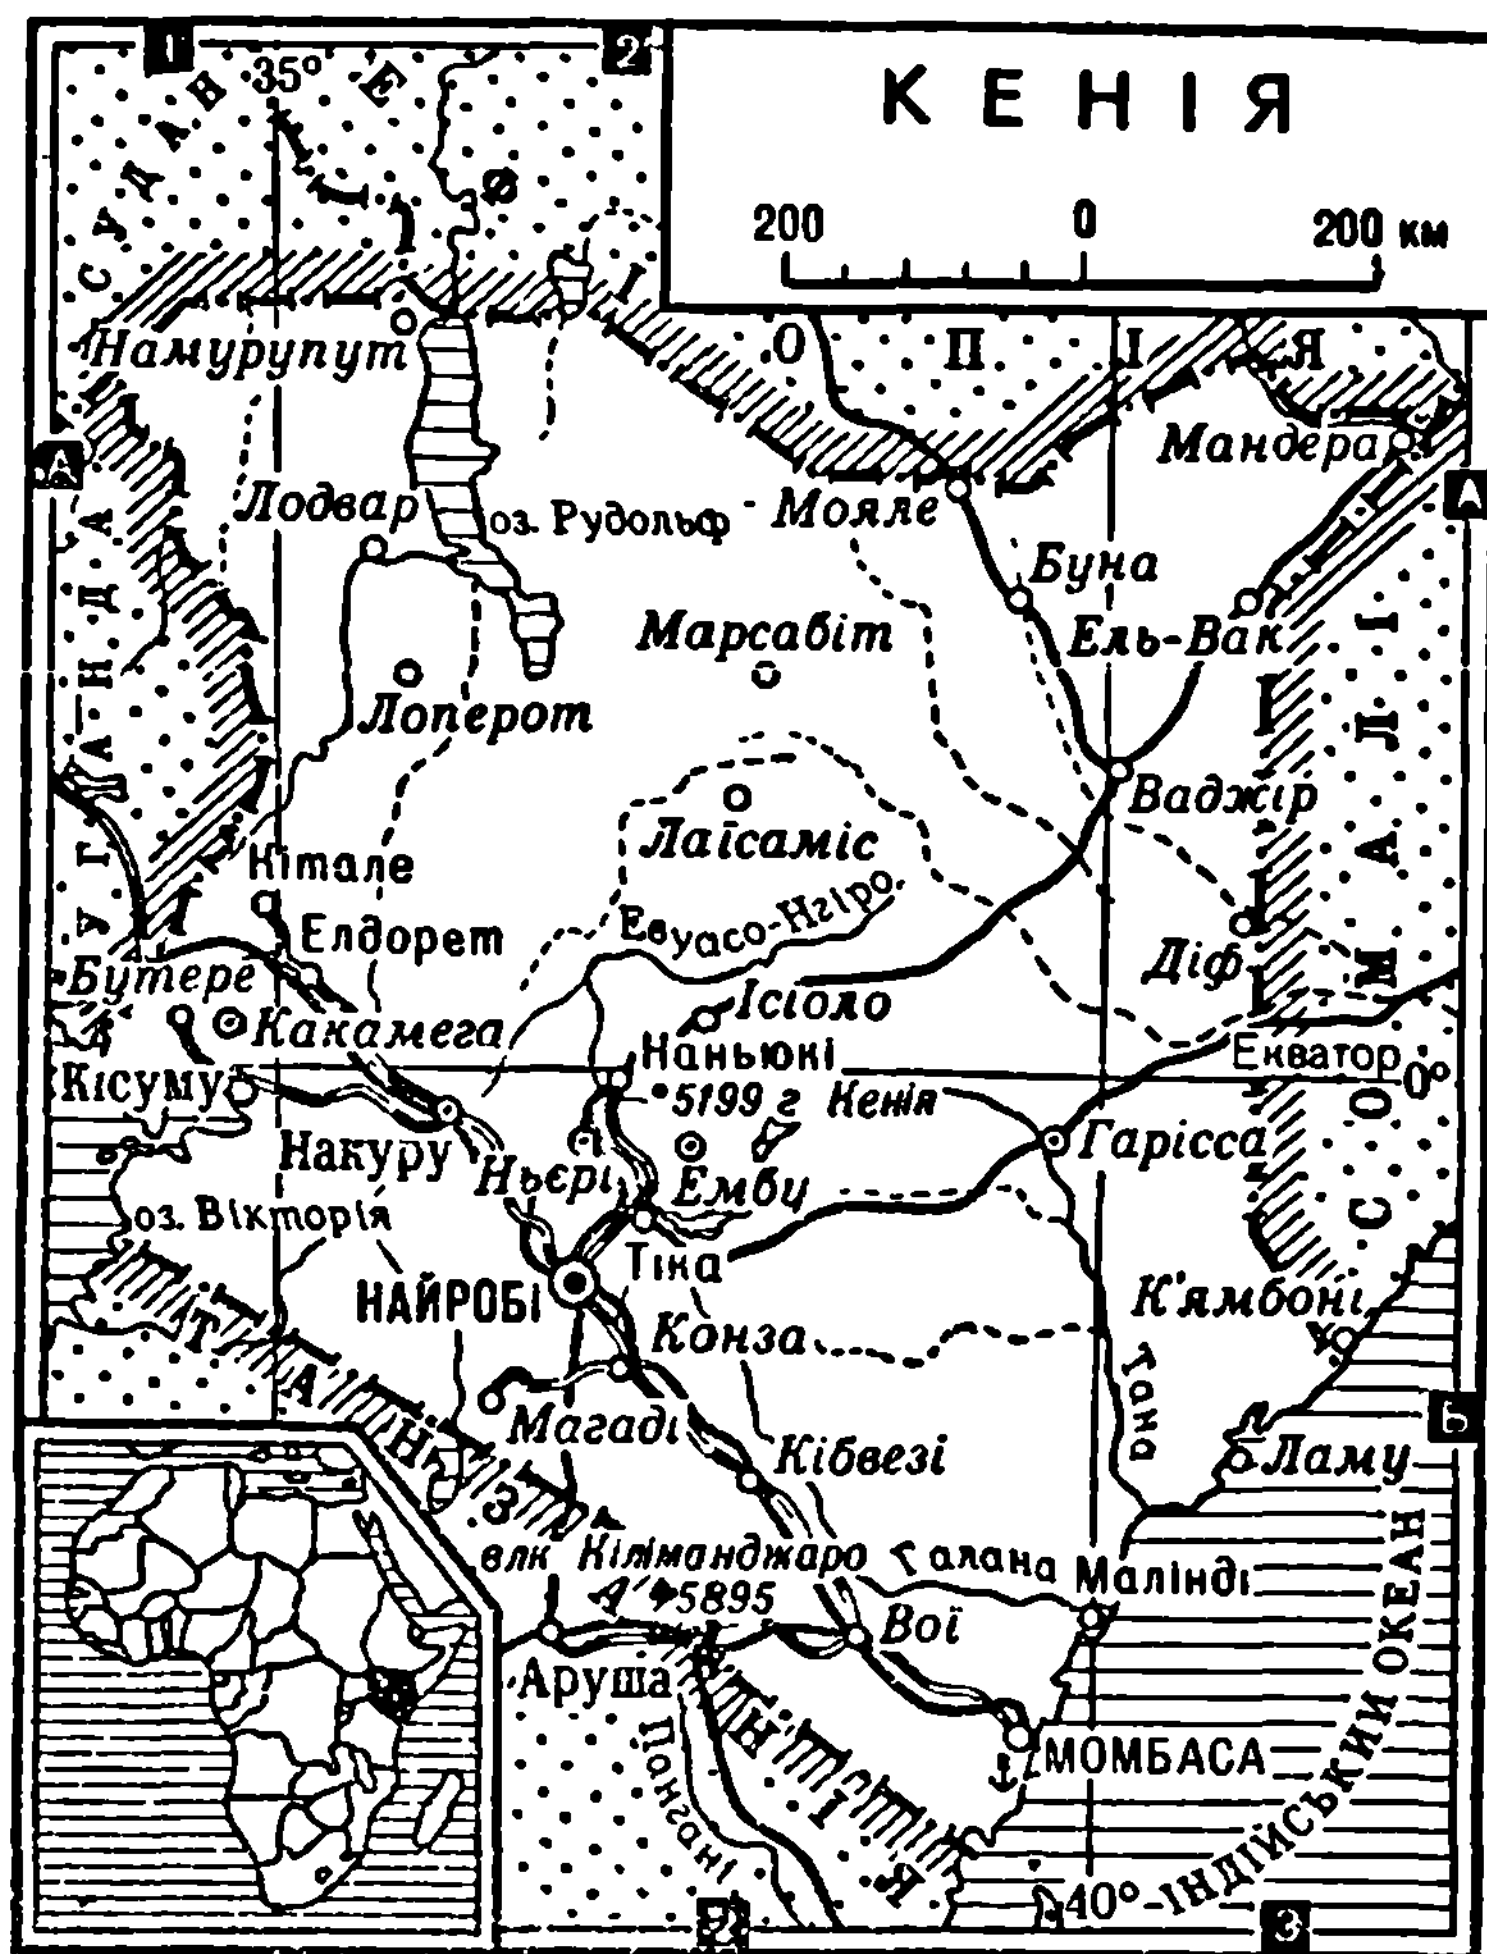 1
2
35°
КЕНІЯ
200 0 200 км
СУДАН
ЕФІОПІЯ
Намурупут
Мандера
А
А
Лодвар
оз. Рудольф
Мояле
Буна
Марсабіт
Ель-Вак
Лоперот
УГАНДА
СОМАЛІ
Ваджір
Лаїсаміс
Кітале
Евуасо-Нгіро
Елдорет
Діф
Бутере
Ісіоло
Какамега
Наньюкі
Екватор
0°
Кісуму
5199 г Кенія
Гарісса
Накуру
Ньєрі
Ембу
оз. Вікторія
Тіка
НАЙРОБІ
К'ямбоні
Конза
Тана
Магаді
Б
Кібвезі
Ламу
влк Кіліманджаро
5895
Галана
Малінді
Вої
Аруша
ТАНЗАНІЯ
Пангані
МОМБАСА
ІНДІЙСЬКИЙ ОКЕАН
40°
2
3